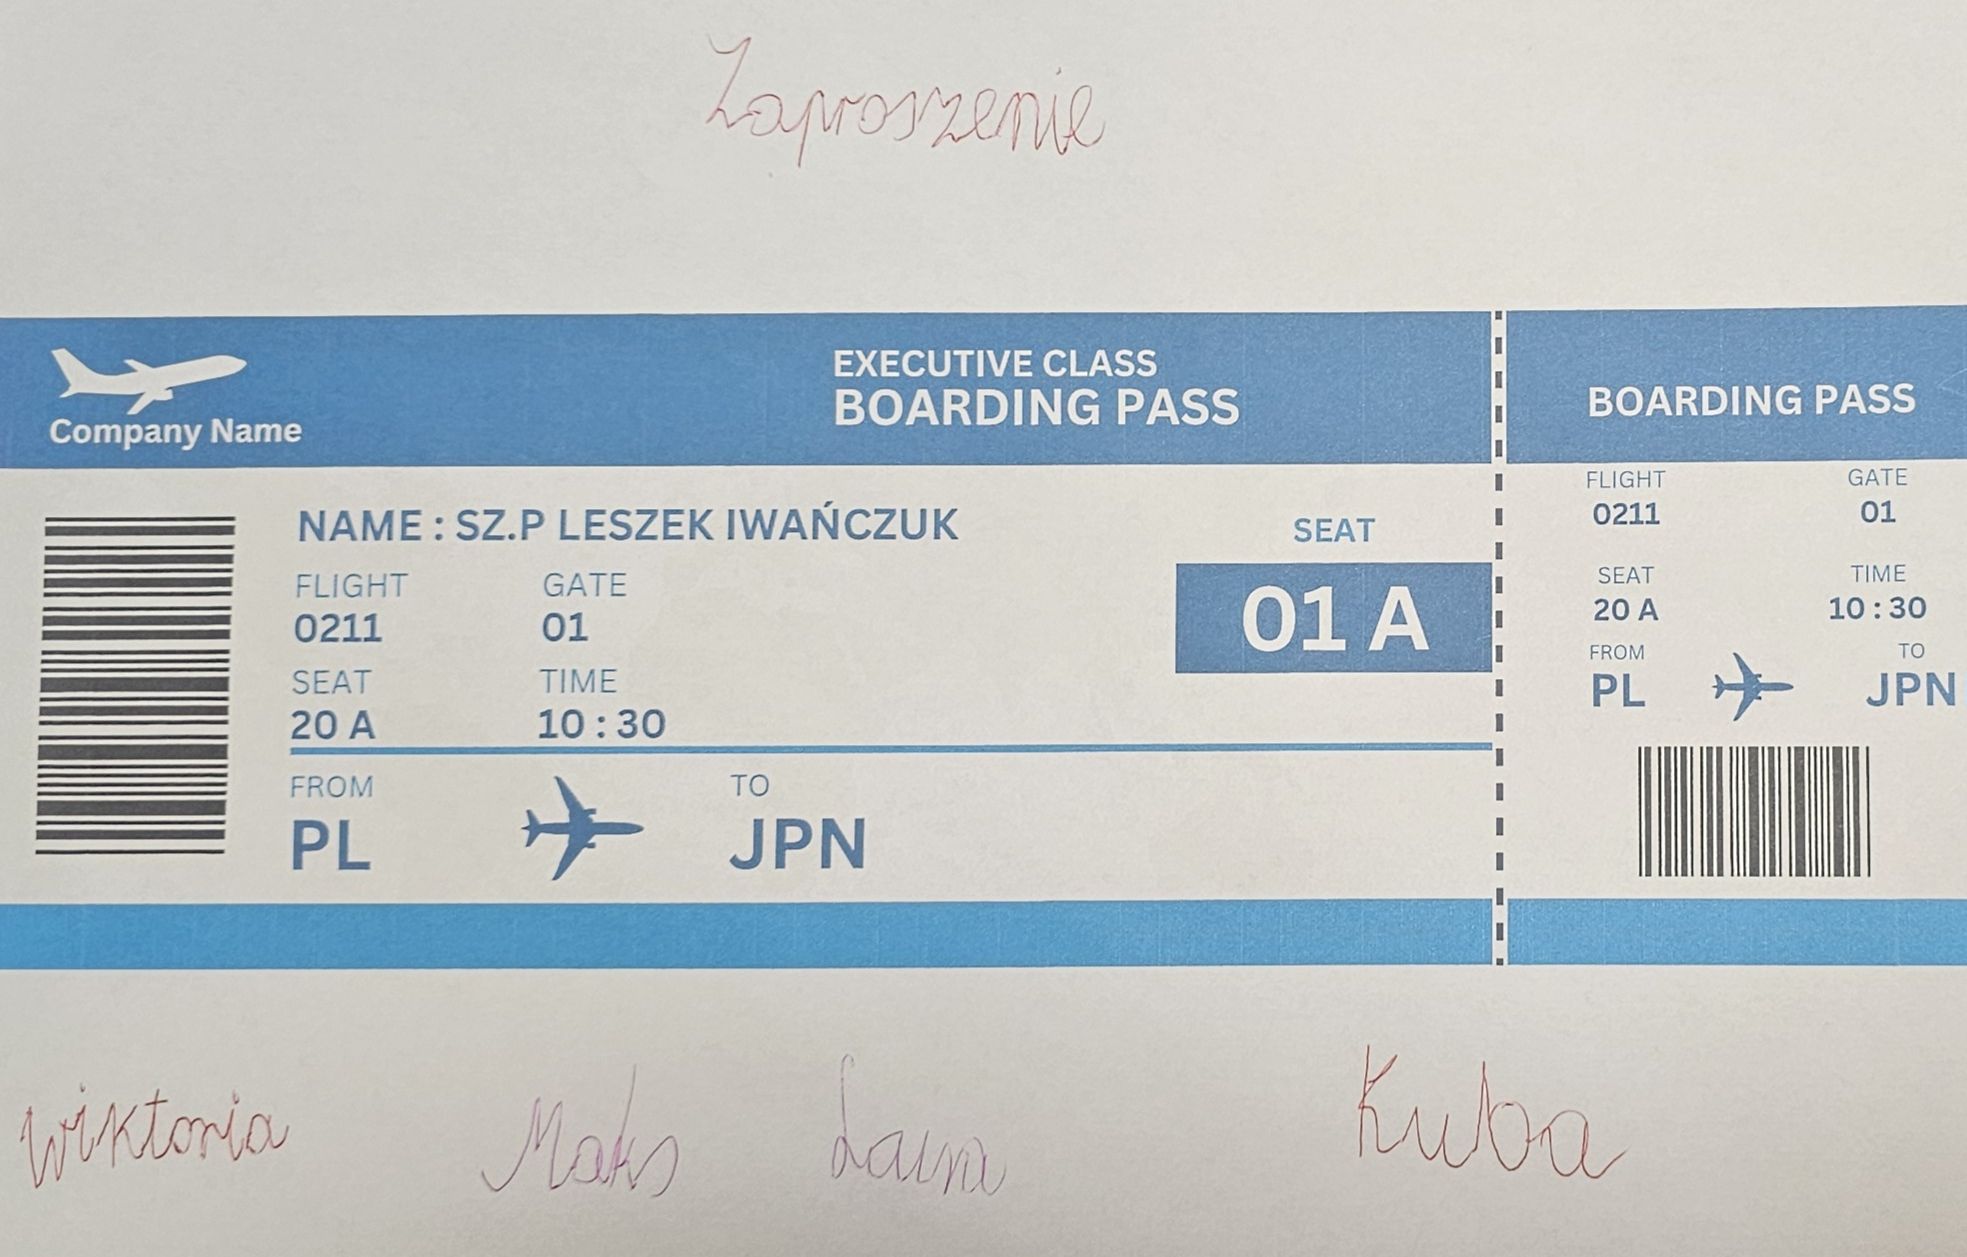 Zaproszenie
Company Name
EXECUTIVE CLASS
BOARDING PASS
NAME : SZ.P LESZEK IWAŃCZUK
FLIGHT GATE
0211 01
SEAT TIME
20 A 10 : 30
SEAT
01 A
FROM TO
PL JPN
BOARDING PASS
FLIGHT GATE
0211 01
SEAT TIME
20 A 10 : 30
FROM TO
PL JPN
Wiktoria Maks Laura Kuba